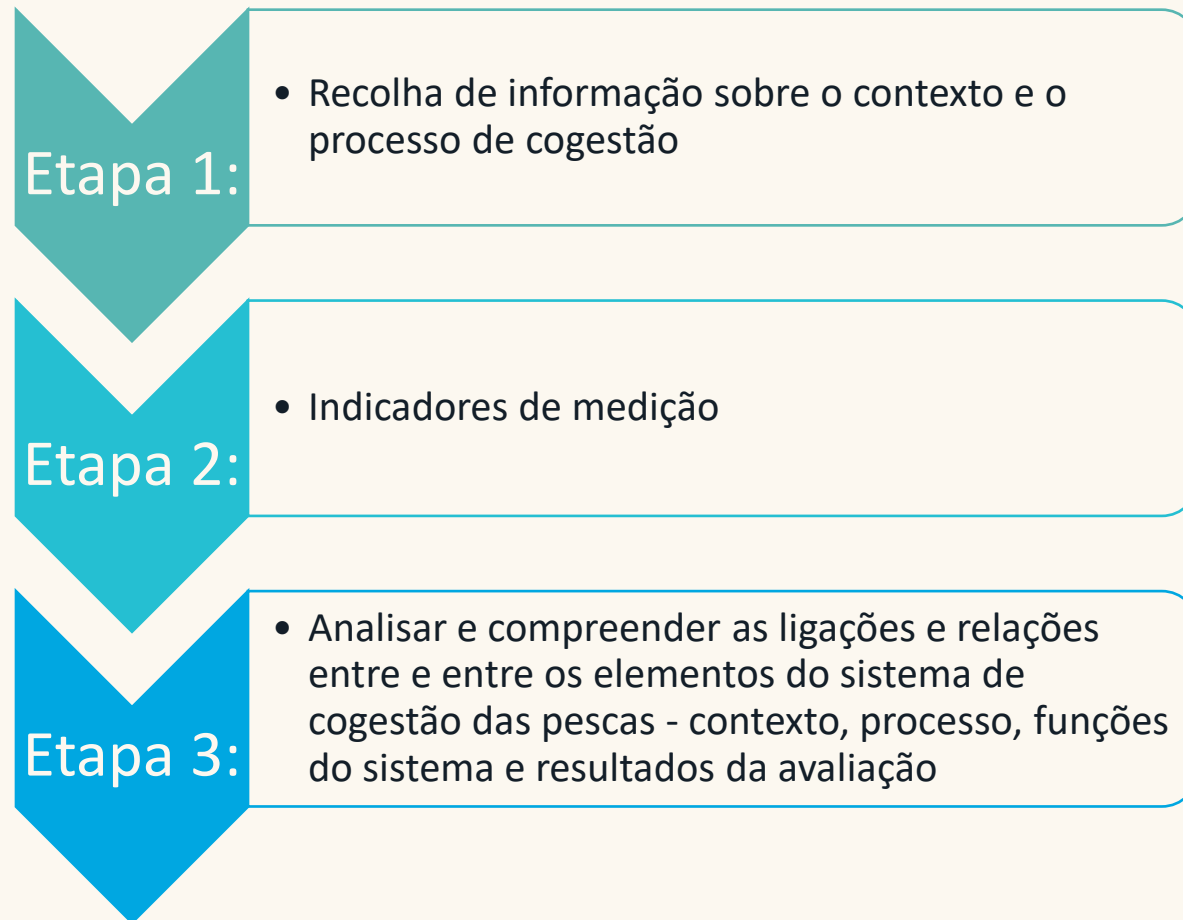 Etapa 1:
• Recolha de informação sobre o contexto e o
processo de cogestão
Etapa 2:
• Indicadores de medição
Etapa 3:
• Analisar e compreender as ligações e relações
entre e entre os elementos do sistema de
cogestão das pescas - contexto, processo, funções
do sistema e resultados da avaliação